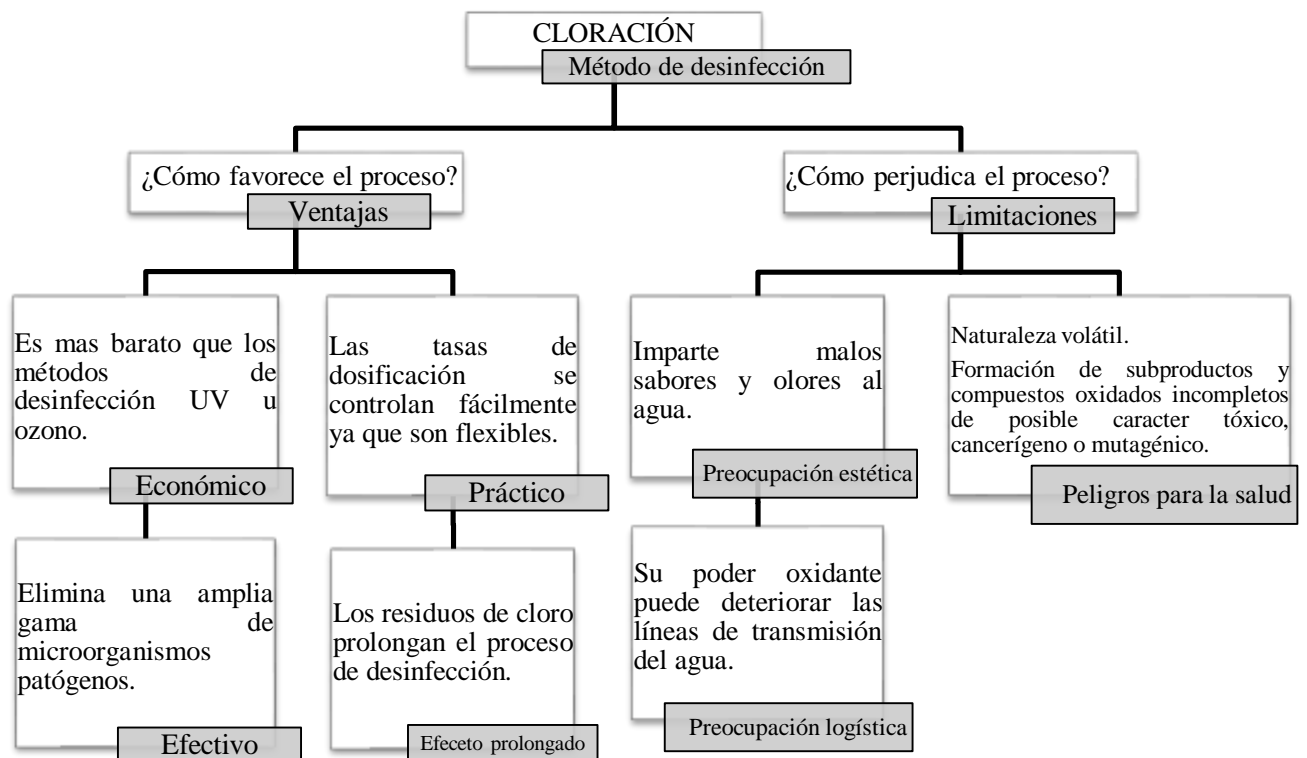 CLORACIÓN
Método de desinfección
¿Cómo favorece el proceso?
Ventajas
¿Cómo perjudica el proceso?
Limitaciones
Es mas barato que los
métodos de
desinfección UV u
ozono.
Económico
Las tasas de
dosificación se
controlan fácilmente
ya que son flexibles.
Práctico
Imparte malos
sabores y olores al
agua.
Preocupación estética
Naturaleza volátil.
Formación de subproductos y
compuestos oxidados incompletos
de posible caracter tóxico,
cancerígeno o mutagénico.
Peligros para la salud
Elimina una amplia
gama de
microorganismos
patógenos.
Efectivo
Los residuos de cloro
prolongan el proceso
de desinfección.
Efeceto prolongado
Su poder oxidante
puede deteriorar las
líneas de transmisión
del agua.
Preocupación logística